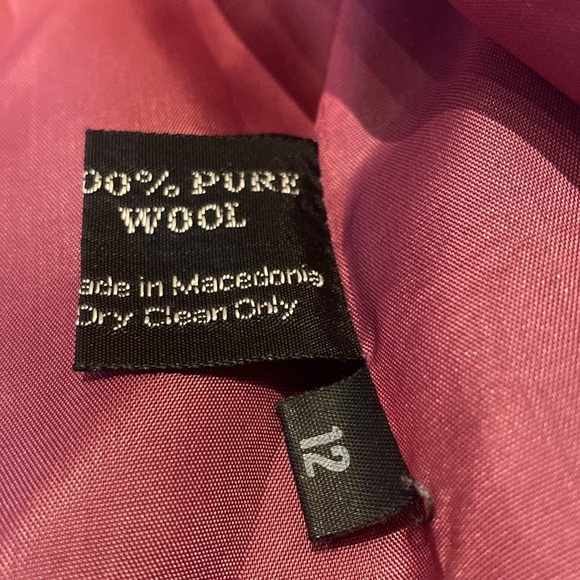 00% PURE
WOOL
ade in Macedonia
Dry Clean Only
12